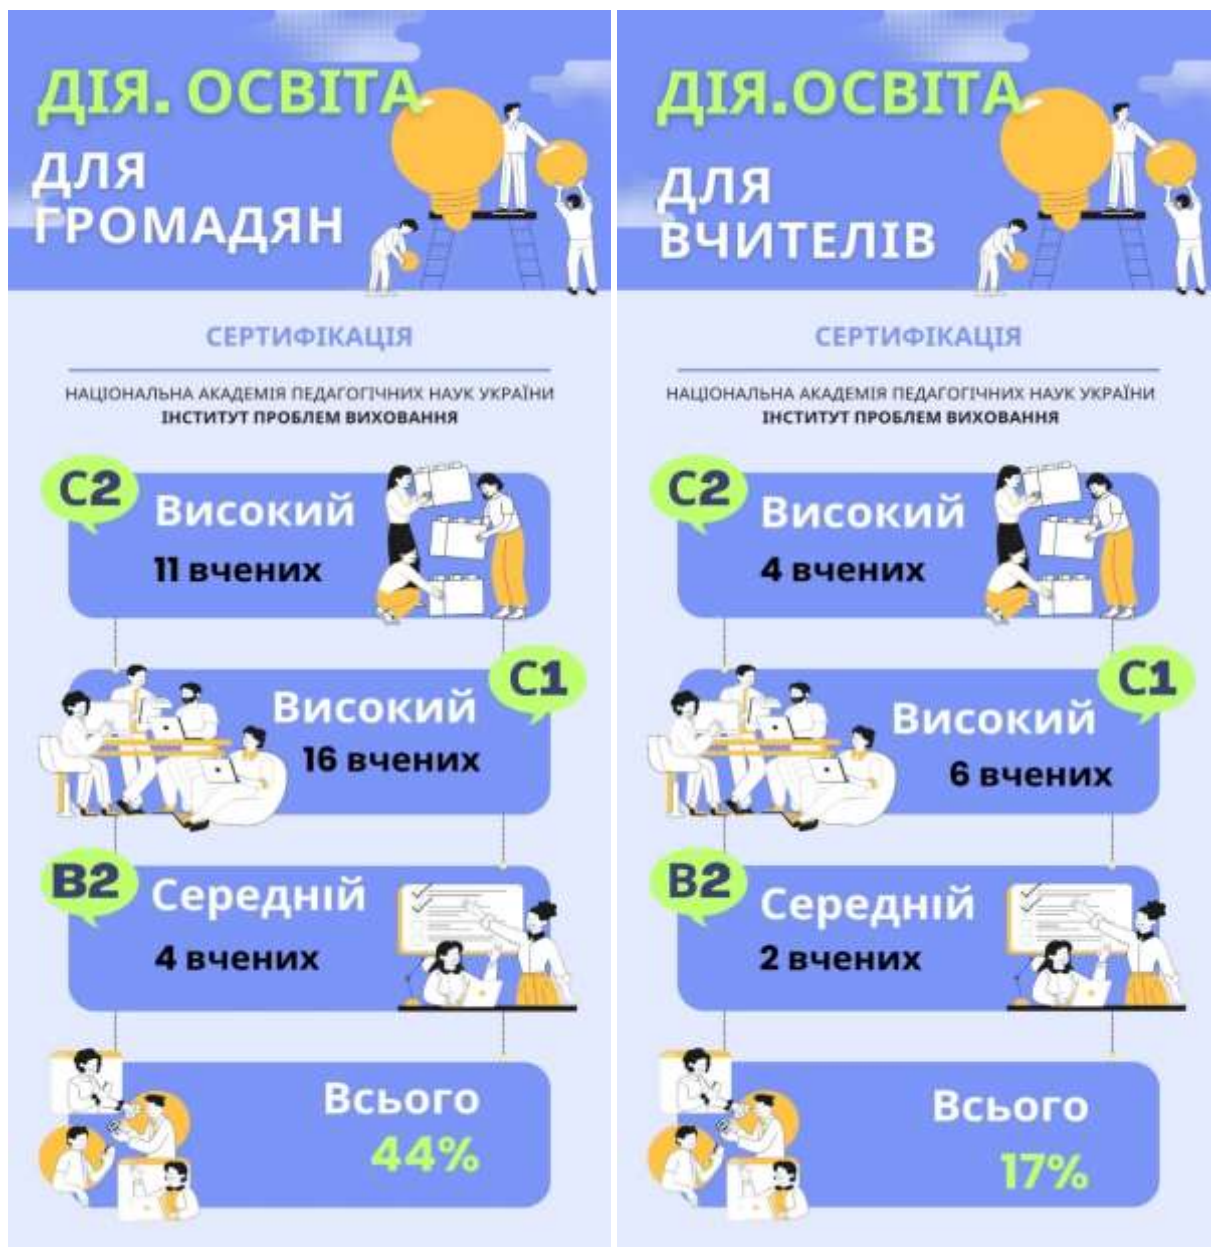 ДІЯ. ОСВІТА
ДЛЯ
ГРОМАДЯН
СЕРТИФІКАЦІЯ
НАЦІОНАЛЬНА АКАДЕМІЯ ПЕДАГОГІЧНИХ НАУК УКРАЇНИ
ІНСТИТУТ ПРОБЛЕМ ВИХОВАННЯ
C2
Високий
11 вчених
C1
Високий
16 вчених
B2
Середній
4 вчених
Всього
44%
ДІЯ.ОСВІТА
ДЛЯ
ВЧИТЕЛІВ
СЕРТИФІКАЦІЯ
НАЦІОНАЛЬНА АКАДЕМІЯ ПЕДАГОГІЧНИХ НАУК УКРАЇНИ
ІНСТИТУТ ПРОБЛЕМ ВИХОВАННЯ
C2
Високий
4 вчених
C1
Високий
6 вчених
B2
Середній
2 вчених
Всього
17%